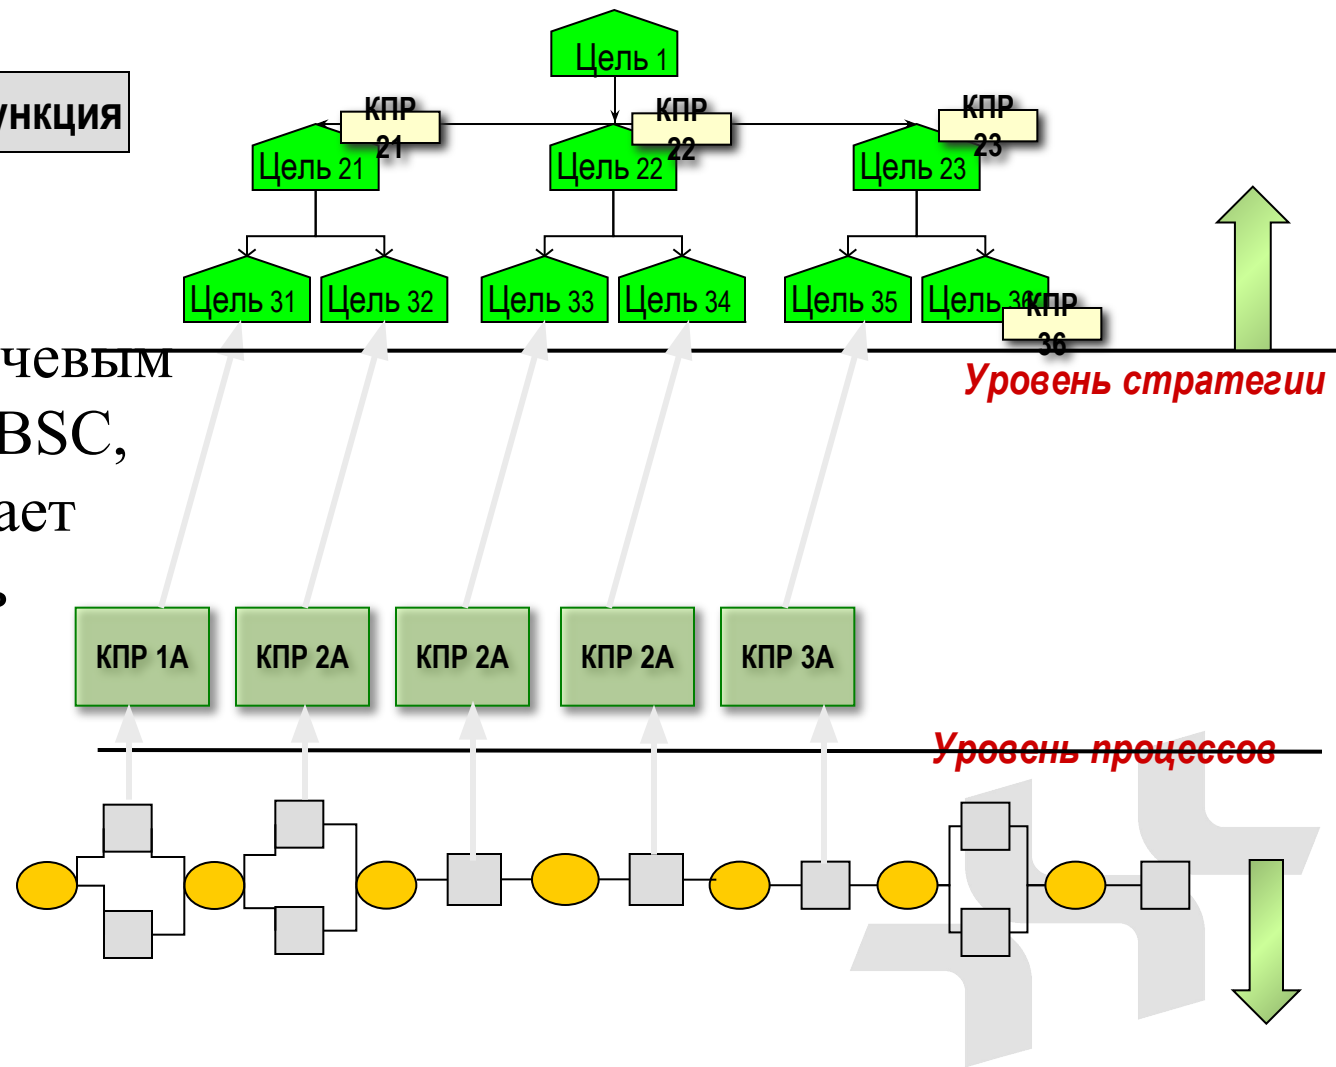 Цель 1
ункция
КПР
21
КПР
22
КПР
23
Цель 21
Цель 22
Цель 23
Цель 31
Цель 32
Цель 33
Цель 34
Цель 35
Цель 36
КПР
36
чевым
Уровень стратегии
BSC,
ает
.
КПР 1А
КПР 2А
КПР 2А
КПР 2А
КПР 3А
Уровень процессов